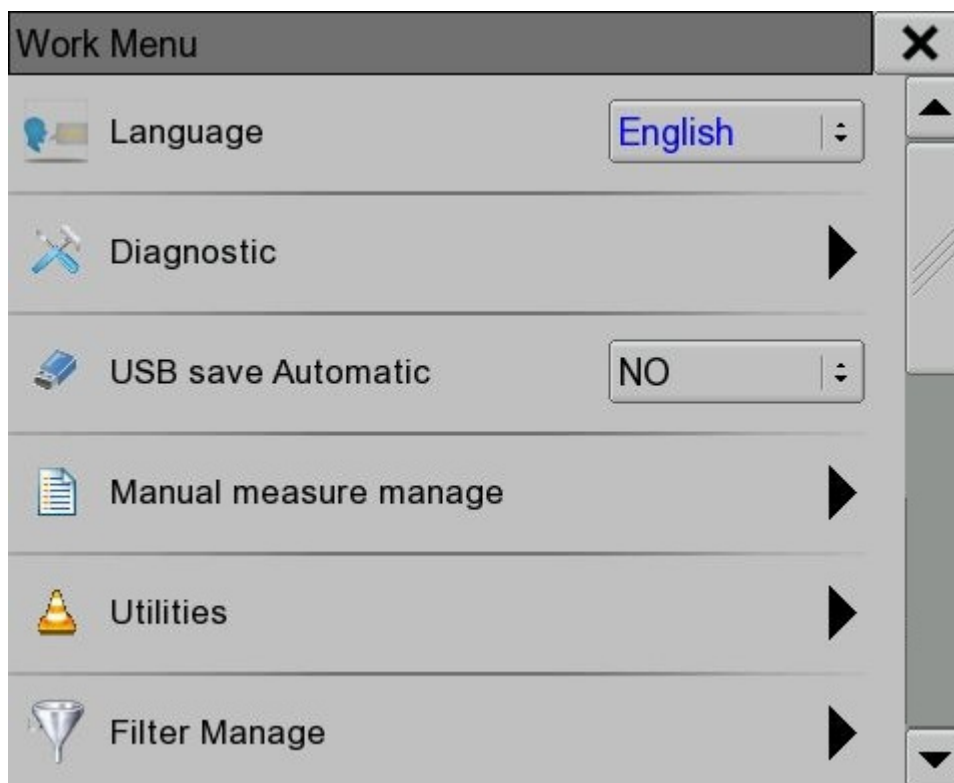 Work Menu
Language English
Diagnostic
USB save Automatic NO
Manual measure manage
Utilities
Filter Manage